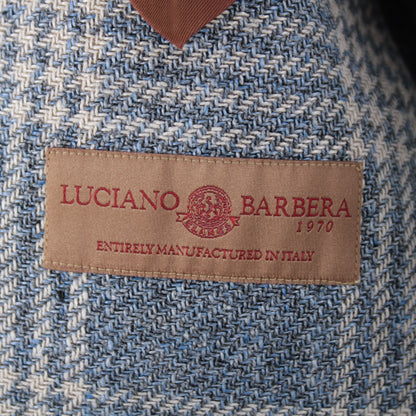 LUCIANO BARBERA
1970
ENTIRELY MANUFACTURED IN ITALY